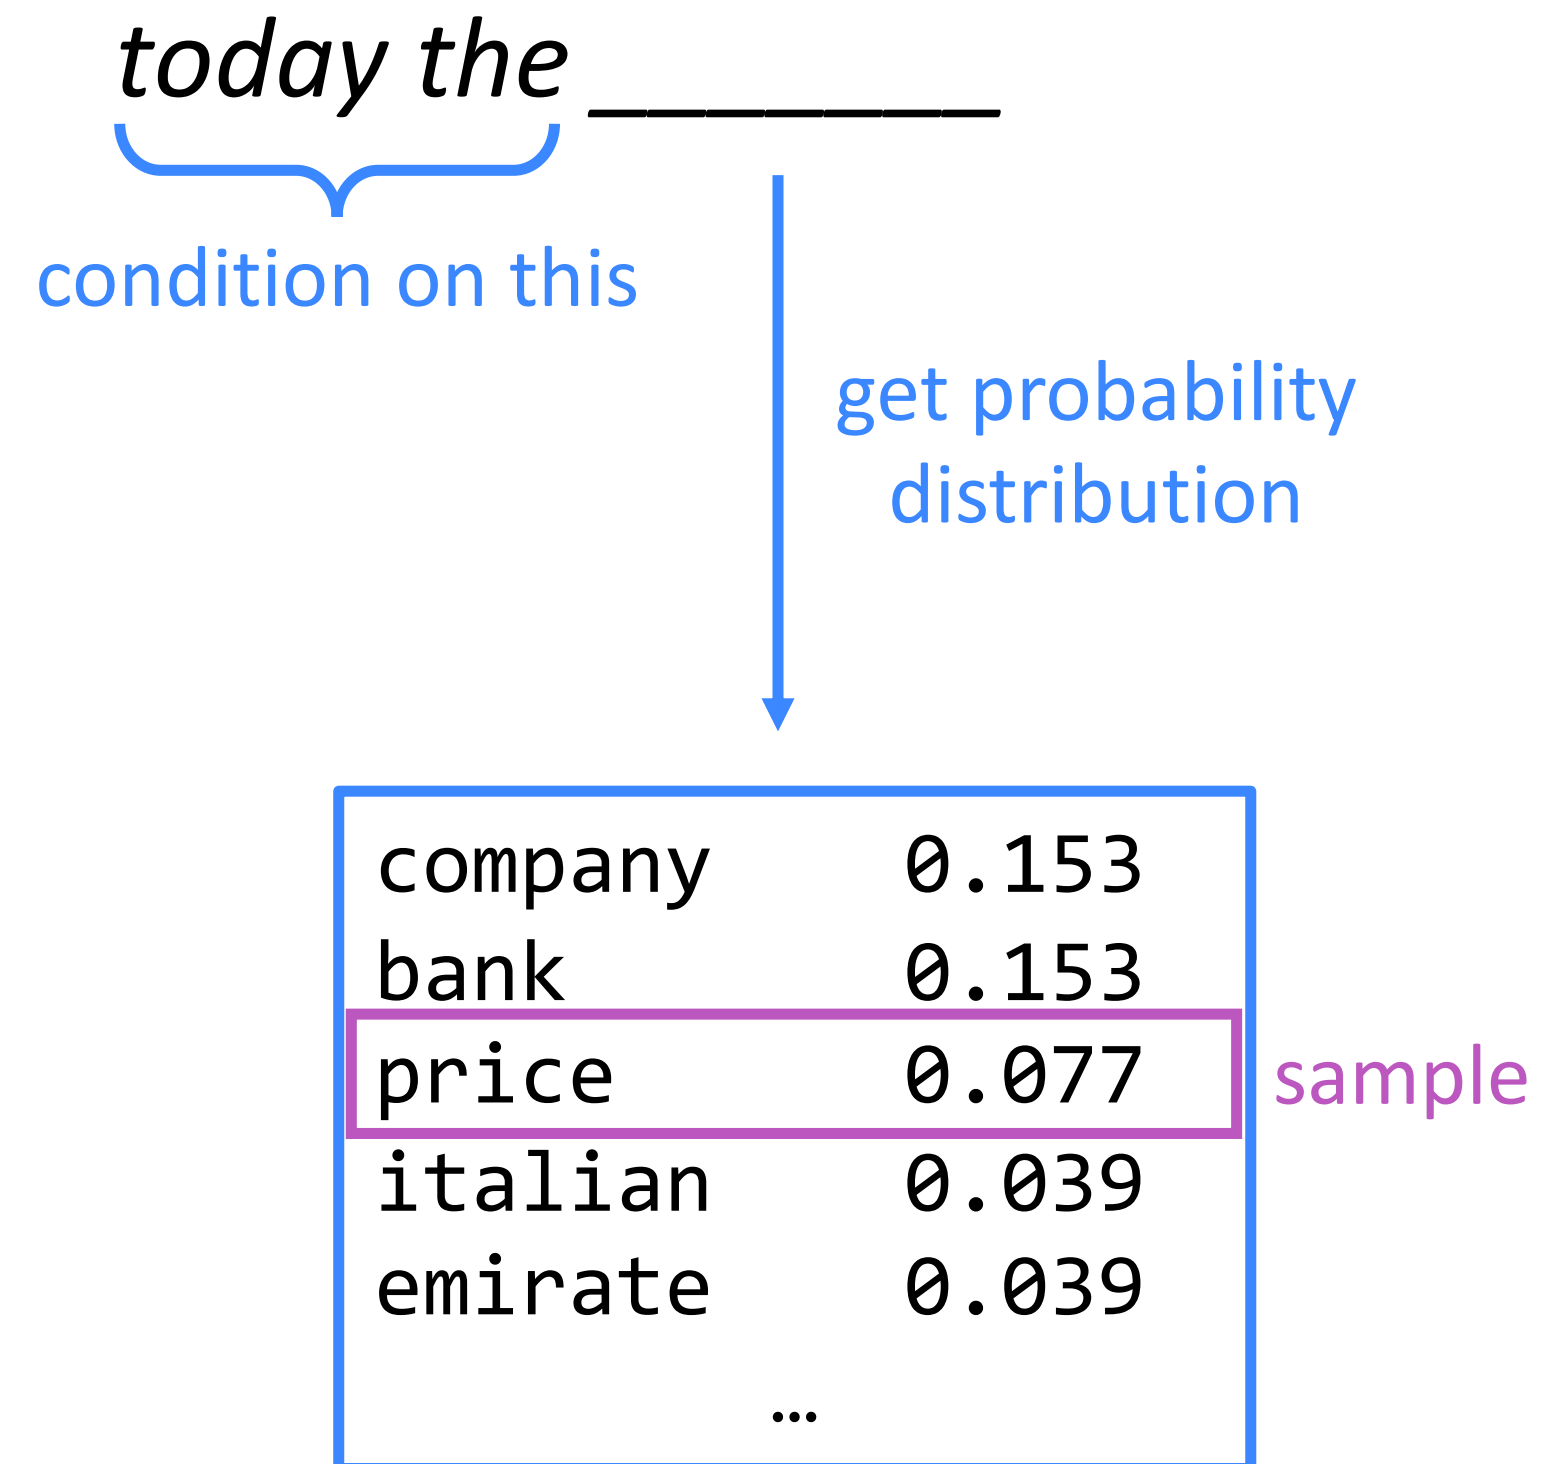 today the _______
condition on this
get probability
distribution
company 0.153
bank 0.153
price 0.077 sample
italian 0.039
emirate 0.039
…